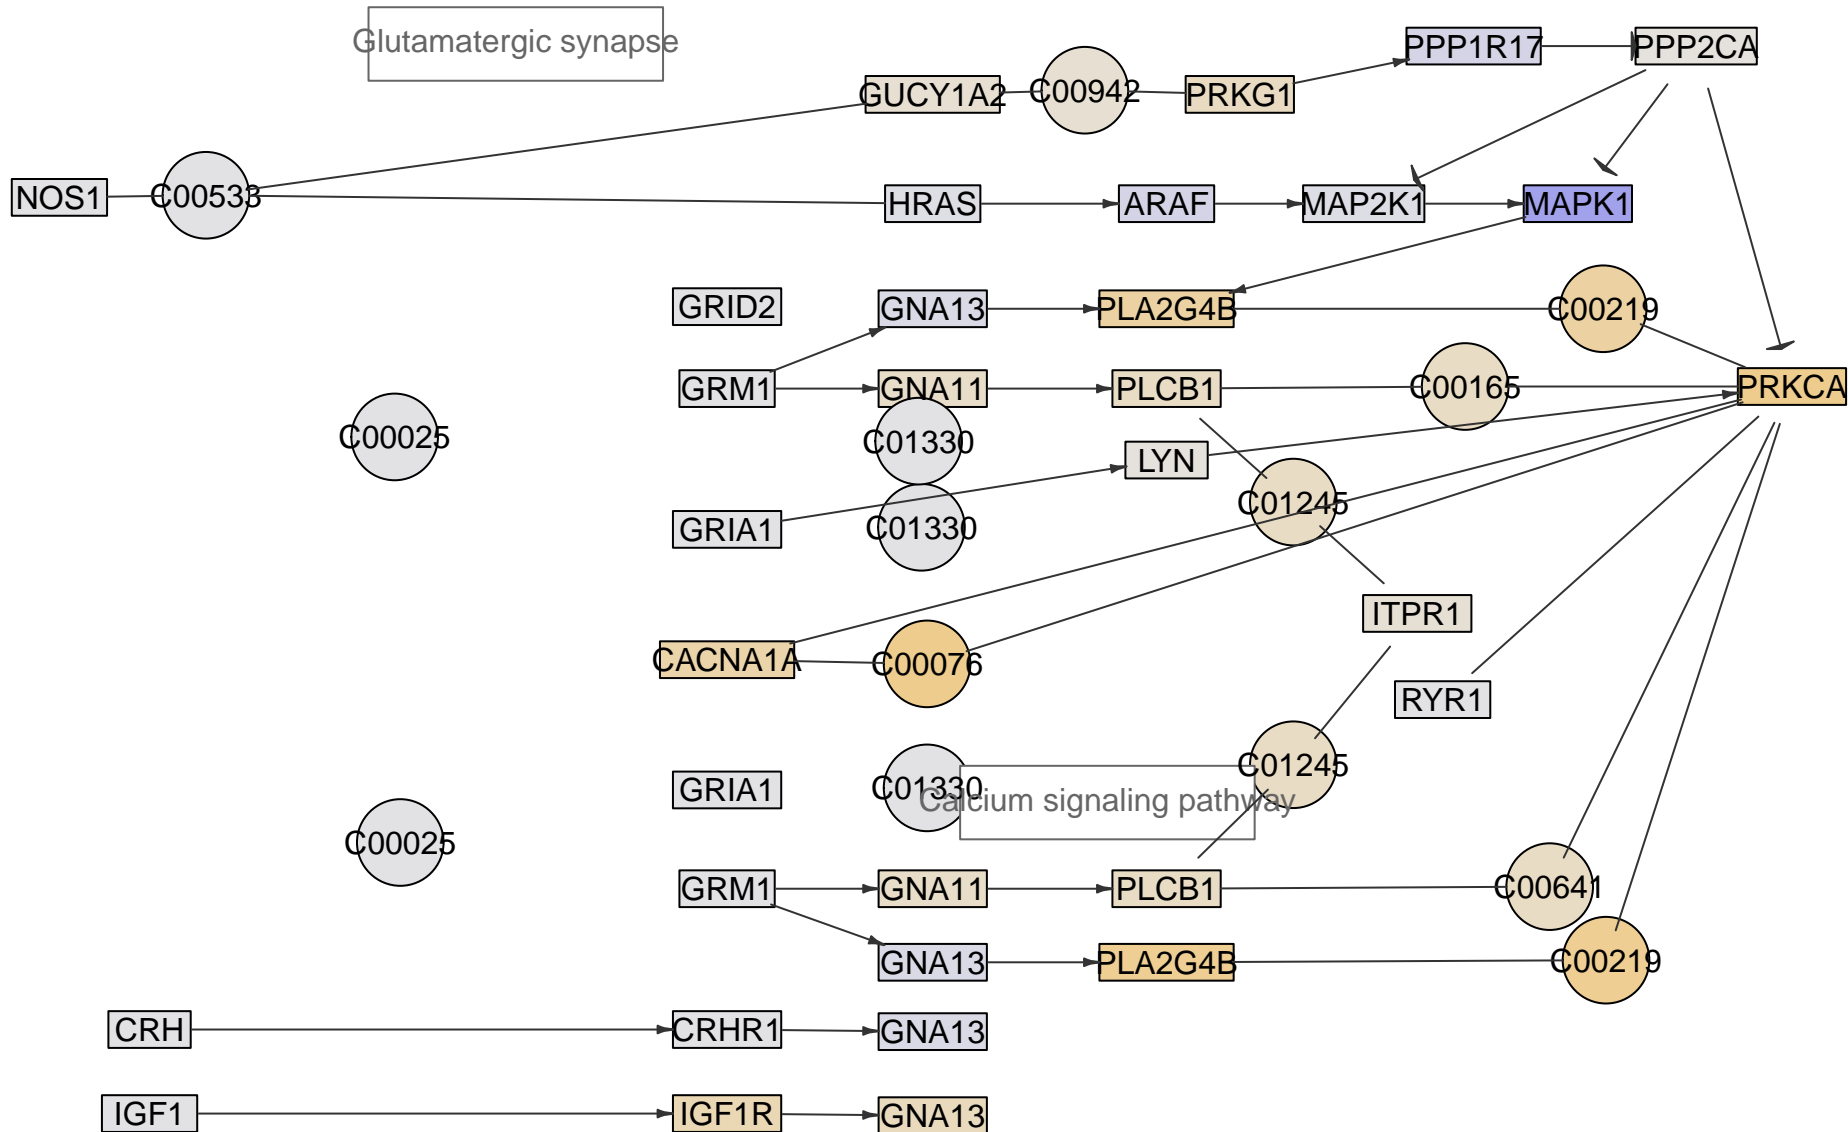 Glutamatergic synapse
PPP1R17
PPP2CA
GUCY1A2
C00942
PRKG1
NOS1
C00533
HRAS
ARAF
MAP2K1
MAPK1
GRID2
GNA13
PLA2G4B
C00219
GRM1
GNA11
PLCB1
C00165
PRKCA
C00025
C01330
LYN
GRIA1
C01330
C01245
ITPR1
CACNA1A
C00076
RYR1
GRIA1
C01330
C01245
Calcium signaling pathway
C00025
GRM1
GNA11
PLCB1
C00641
GNA13
PLA2G4B
C00219
CRH
CRHR1
GNA13
IGF1
IGF1R
GNA13